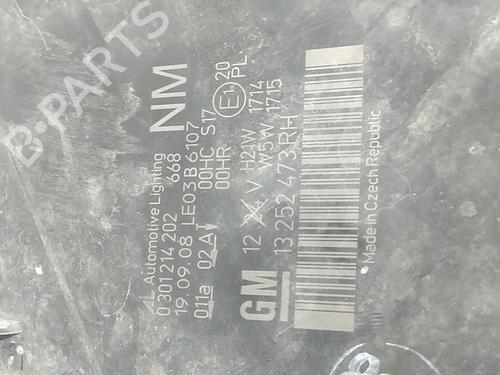 B-PARTS
AL Automotive Lighting
0 301 214 202 668 NM
19.09.08 LE03B6107
011a 02A 00HC S17
00HR
E1 20
PL
12 24 V H21W 1714
W5W 1715
GM 13 252 473 RH
Made in Czech Republic